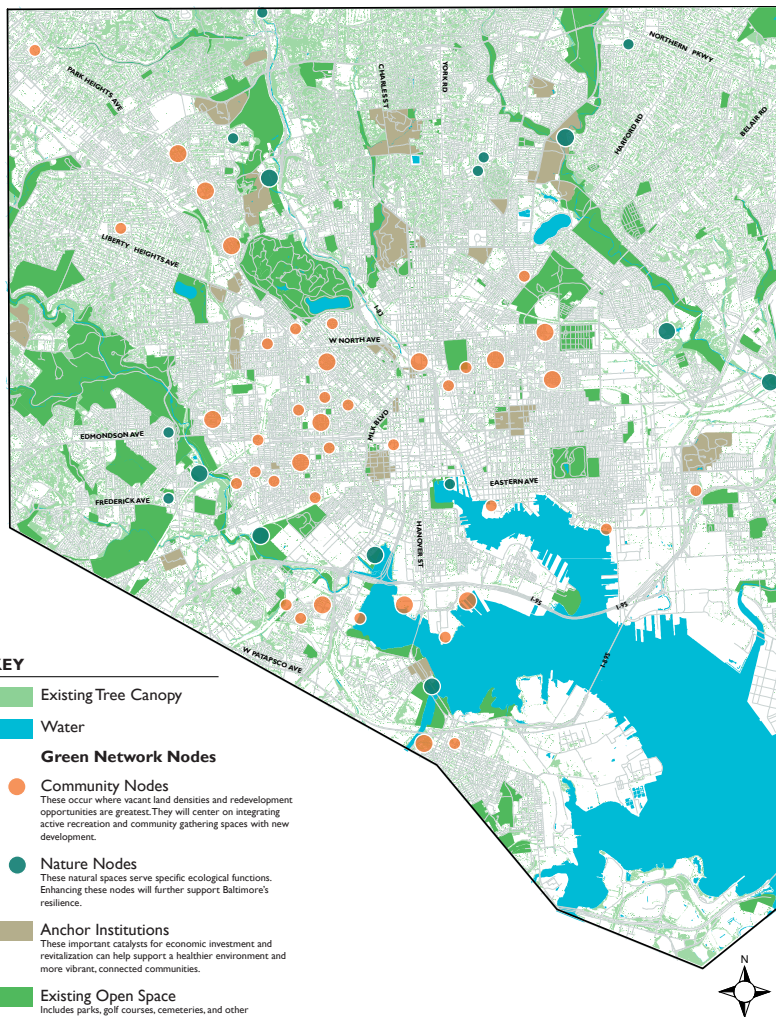 NORTHERN PKWY
PARK HEIGHTS AVE
CHARLES ST
YORK RD
HARFORD RD
BELAIR RD
LIBERTY HEIGHTS AVE
I-83
W NORTH AVE
MLK BLVD
EDMONDSON AVE
EASTERN AVE
FREDERICK AVE
HANOVER ST
I-95
I-95
I-895
W PATAPSCO AVE
KEY
Existing Tree Canopy
Water
Green Network Nodes
Community Nodes
These occur where vacant land densities and redevelopment
opportunities are greatest. They will center on integrating
active recreation and community gathering spaces with new
development.
Nature Nodes
These natural spaces serve specific ecological functions.
Enhancing these nodes will further support Baltimore's
resilience.
Anchor Institutions
These important catalysts for economic investment and
revitalization can help support a healthier environment and
more vibrant, connected communities.
Existing Open Space
Includes parks, golf courses, cemeteries, and other
N